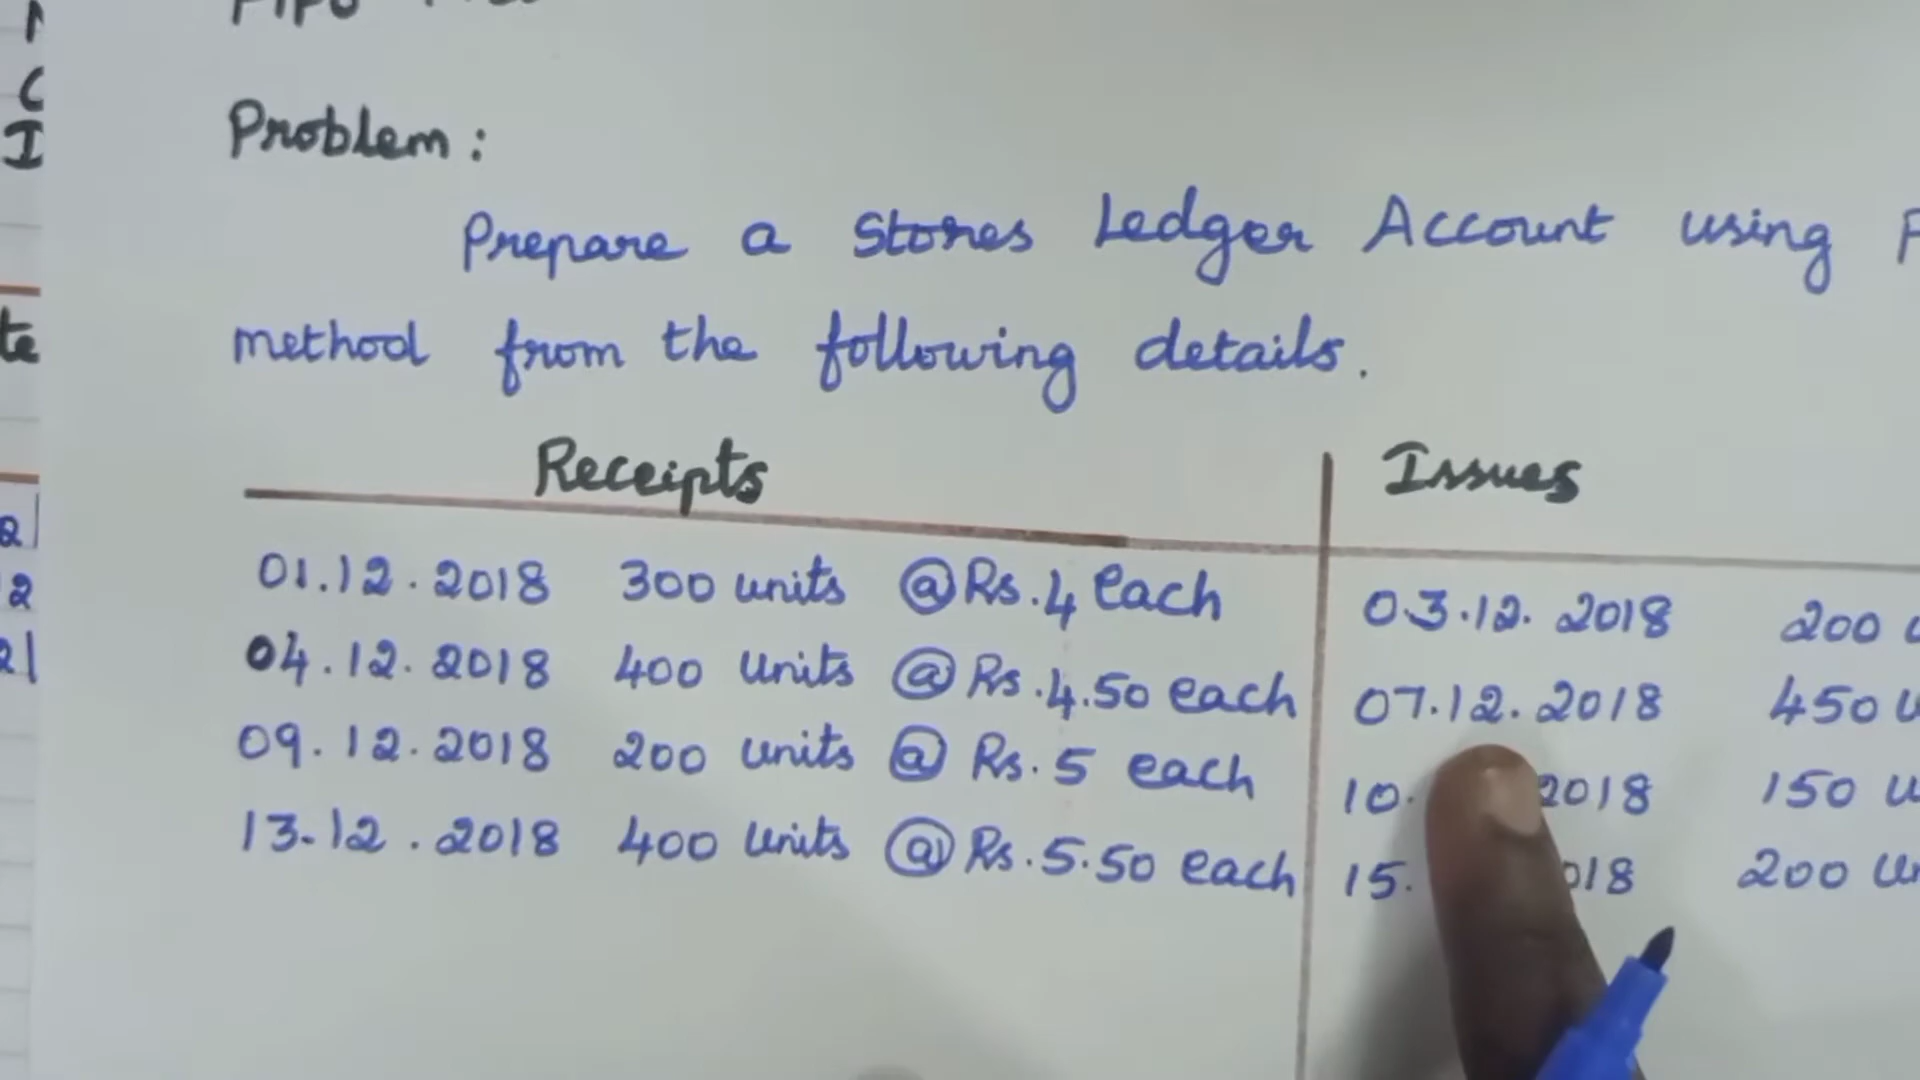 Problem:
Prepare a Stores Ledger Account using
method from the following details.
Receipts Issues
01.12.2018 300 units @ Rs.4 each 03.12.2018 200
04.12.2018 400 units @ Rs.4.50 each 07.12.2018 450
09.12.2018 200 units @ Rs.5 each 10. 2018 150
13.12.2018 400 units @ Rs.5.50 each 15. 018 200